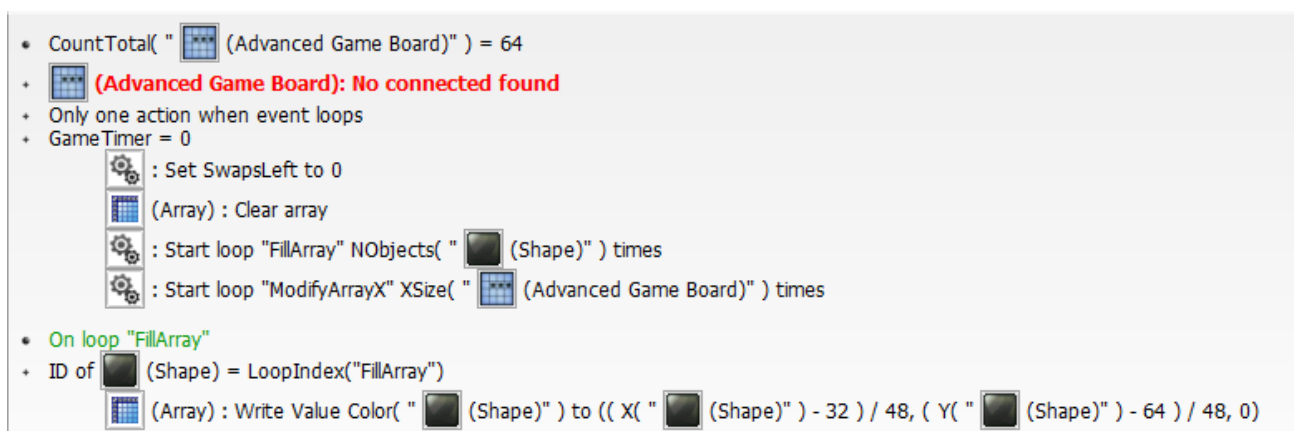 CountTotal( " (Advanced Game Board)" ) = 64
(Advanced Game Board): No connected found
Only one action when event loops
GameTimer = 0
: Set SwapsLeft to 0
(Array) : Clear array
: Start loop "FillArray" NObjects( " (Shape)" ) times
: Start loop "ModifyArrayX" XSize( " (Advanced Game Board)" ) times
On loop "FillArray"
ID of (Shape) = LoopIndex("FillArray")
(Array) : Write Value Color( " (Shape)" ) to (( X( " (Shape)" ) - 32 ) / 48, ( Y( " (Shape)" ) - 64 ) / 48, 0)